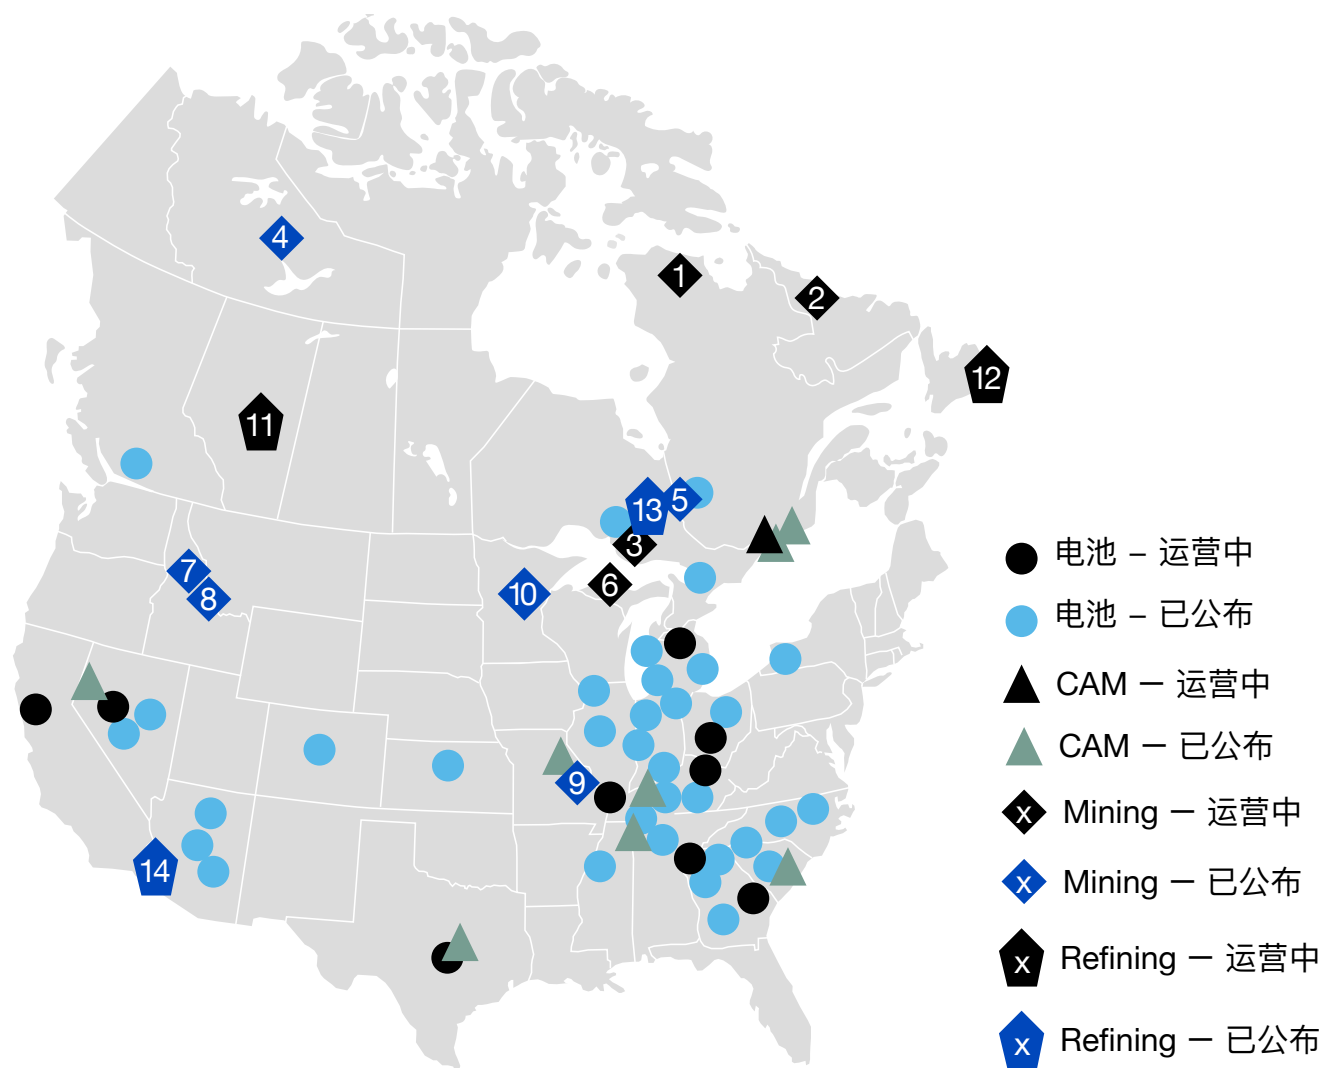 4
1
2
12
11
13
5
3
7
6
10
8
9
14
电池 – 运营中
电池 – 已公布
CAM – 运营中
CAM – 已公布
x Mining – 运营中
x Mining – 已公布
x Refining – 运营中
x Refining – 已公布